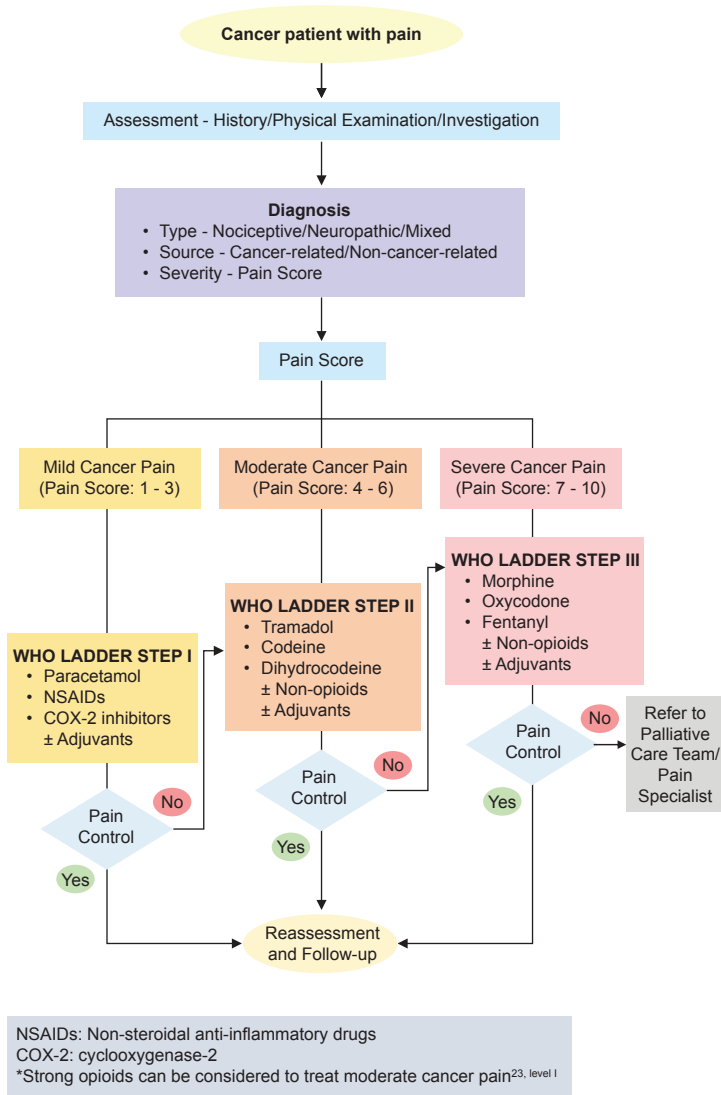 Cancer patient with pain
Assessment - History/Physical Examination/Investigation
Diagnosis
• Type - Nociceptive/Neuropathic/Mixed
• Source - Cancer-related/Non-cancer-related
• Severity - Pain Score
Pain Score
Mild Cancer Pain
(Pain Score: 1 - 3)
Moderate Cancer Pain
(Pain Score: 4 - 6)
Severe Cancer Pain
(Pain Score: 7 - 10)
WHO LADDER STEP I
• Paracetamol
• NSAIDs
• COX-2 inhibitors
± Adjuvants
Pain
Control
No
Yes
WHO LADDER STEP II
• Tramadol
• Codeine
• Dihydrocodeine
± Non-opioids
± Adjuvants
Pain
Control
No
Yes
WHO LADDER STEP III
• Morphine
• Oxycodone
• Fentanyl
± Non-opioids
± Adjuvants
Pain
Control
No
Yes
Refer to
Palliative
Care Team/
Pain
Specialist
Reassessment
and Follow-up
NSAIDs: Non-steroidal anti-inflammatory drugs
COX-2: cyclooxygenase-2
*Strong opioids can be considered to treat moderate cancer pain23, level I